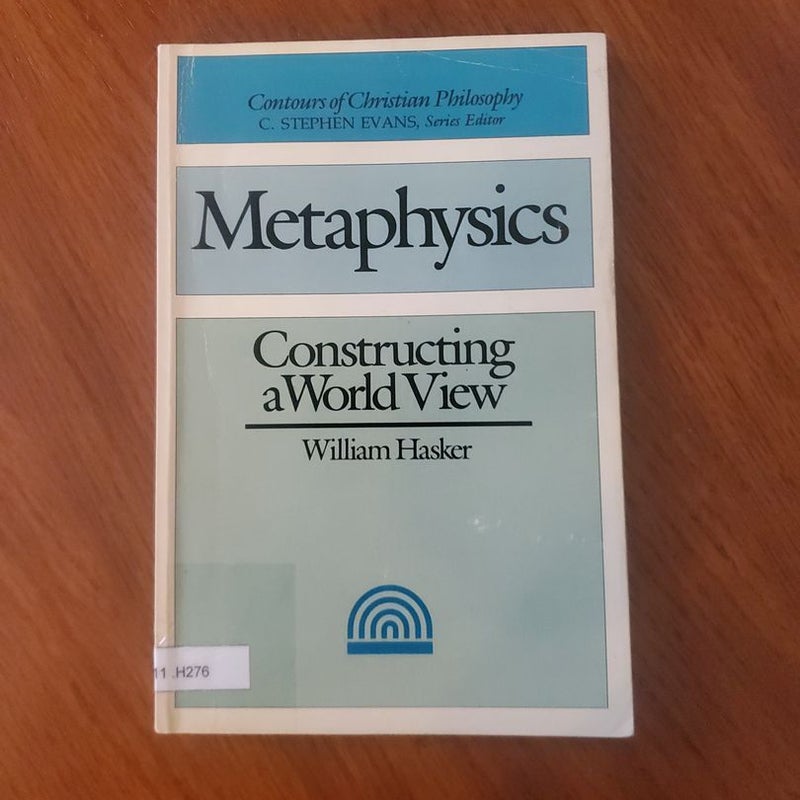 Contours of Christian Philosophy
C. STEPHEN EVANS, Series Editor
Metaphysics
Constructing
a World View
William Hasker
11 .H276